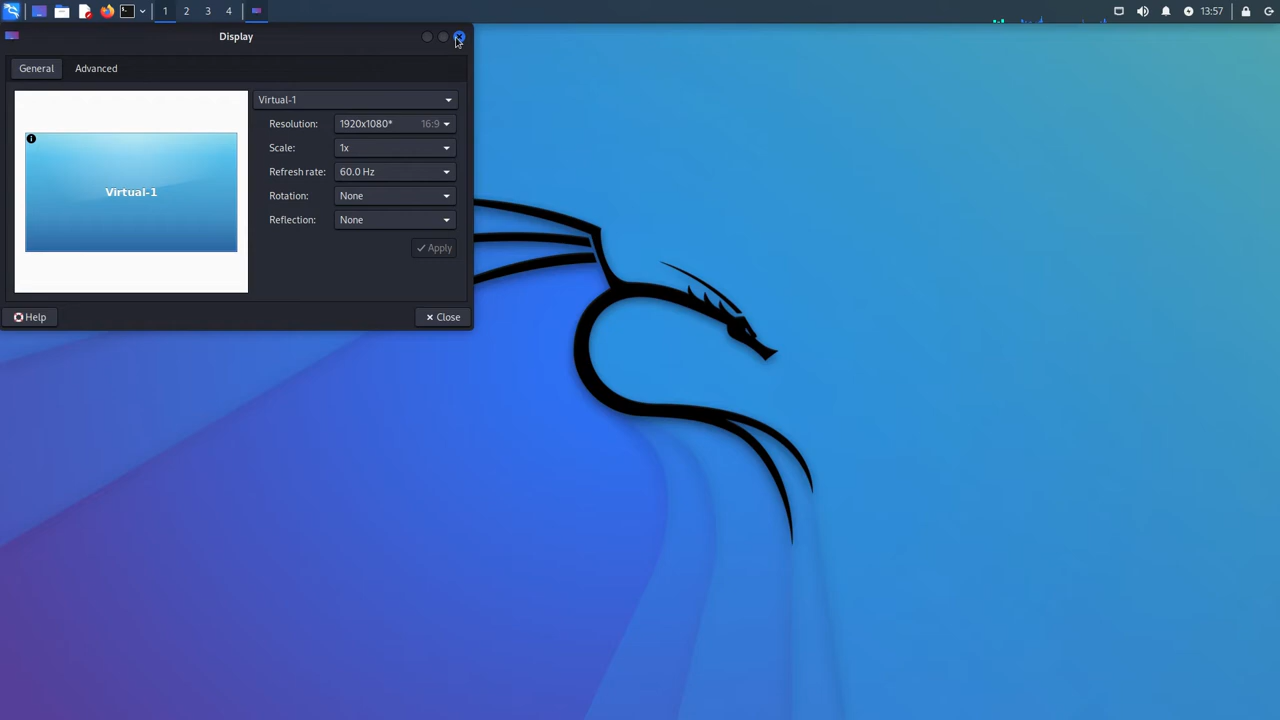 1 2 3 4 13:57
Display
General Advanced
Virtual-1
Resolution: 1920x1080* 16:9
Scale: 1x
Refresh rate: 60.0 Hz
Rotation: None
Reflection: None
Apply
Virtual-1
Help Close